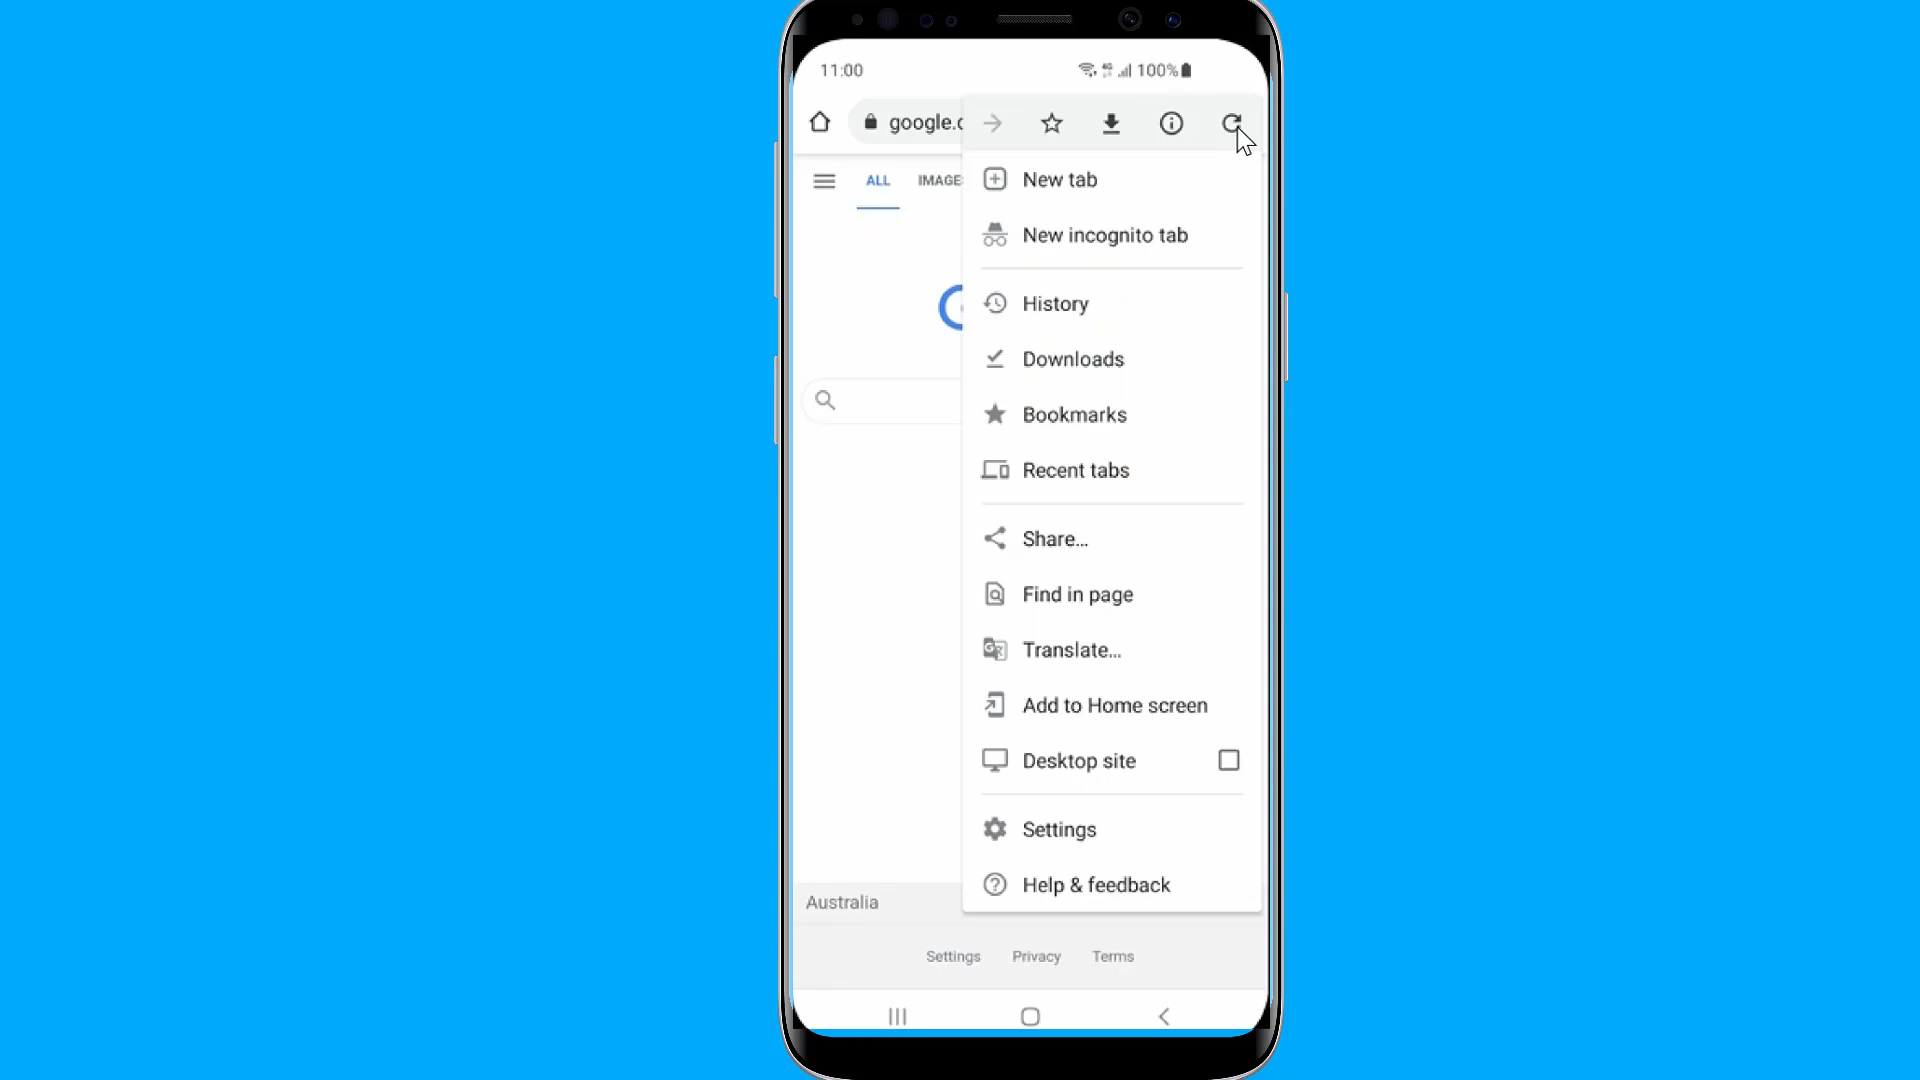 11:00
4G
100%
google.c
ALL
IMAGE
New tab
New incognito tab
History
Downloads
Bookmarks
Recent tabs
Share...
Find in page
Translate...
Add to Home screen
Desktop site
Settings
Help & feedback
Australia
Settings
Privacy
Terms